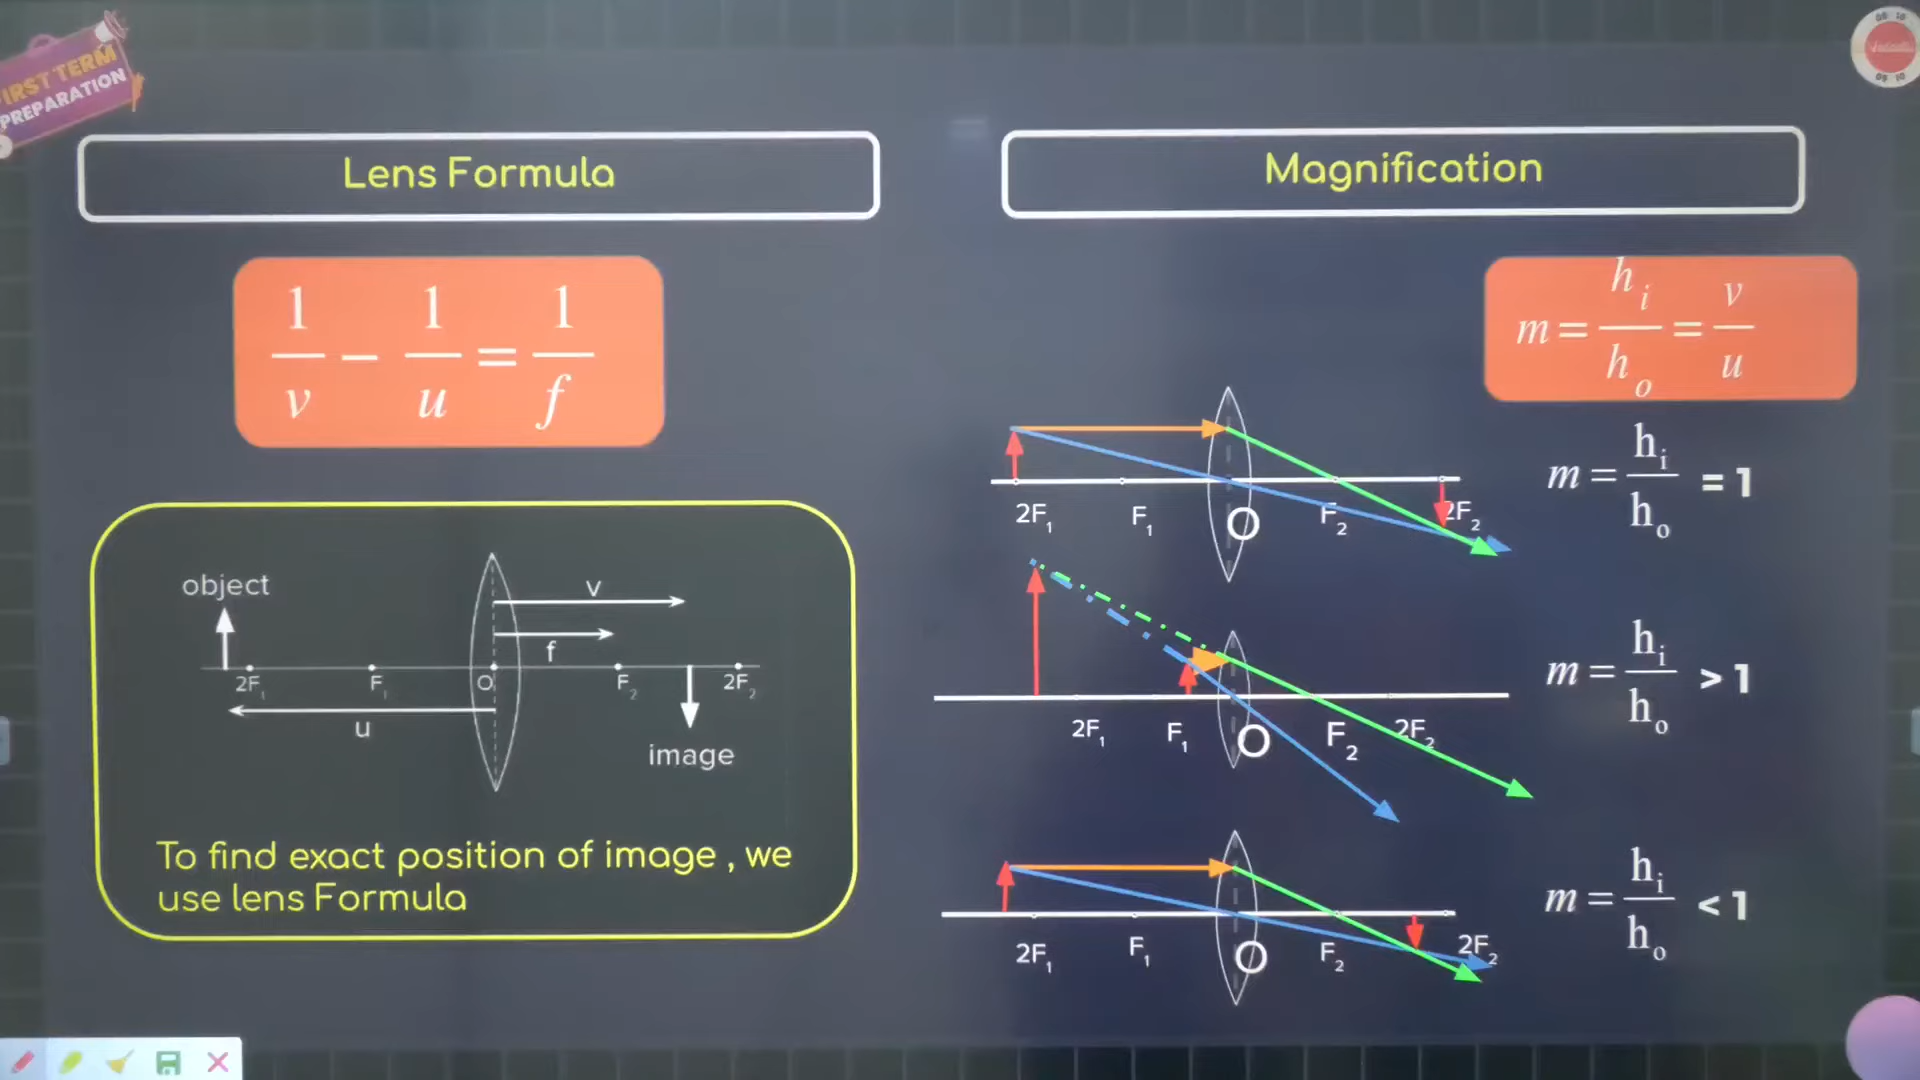 FIRST TERM
PREPARATION
Lens Formula
1/v − 1/u = 1/f
object
v
f
2F₁ F₁ O F₂ 2F₂
u
image
To find exact position of image , we
use lens Formula
Magnification
m = hᵢ/hₒ = v/u
m = hᵢ/hₒ = 1
2F₁ F₁ O F₂ 2F₂
m = hᵢ/hₒ > 1
2F₁ F₁ O F₂ 2F₂
m = hᵢ/hₒ < 1
2F₁ F₁ O F₂ 2F₂